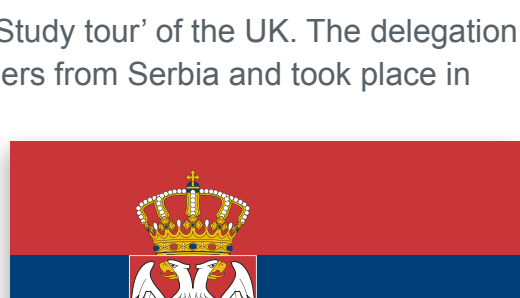 Study tour’ of the UK. The delegation
ers from Serbia and took place in